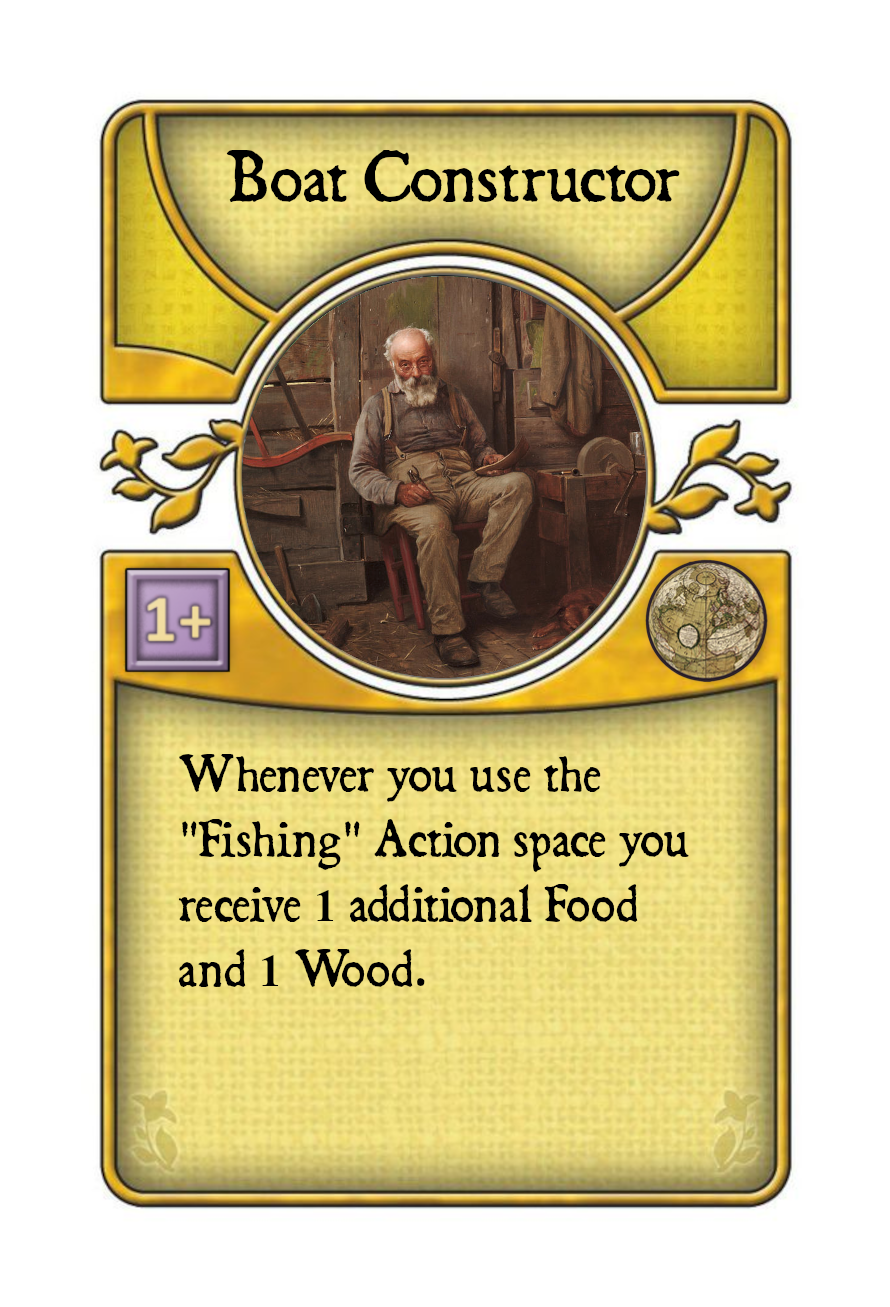 Boat Constructor
1+
Whenever you use the
"Fishing" Action space you
receive 1 additional Food
and 1 Wood.